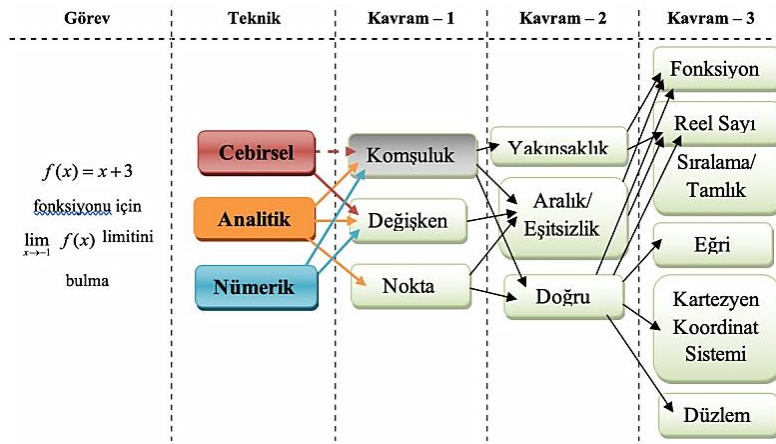 Görev
Teknik
Kavram – 1
Kavram – 2
Kavram – 3
f(x) = x+3
fonksiyonu için
lim f(x) limitini
x→−1
bulma
Cebirsel
Analitik
Nümerik
Komşuluk
Değişken
Nokta
Yakınsaklık
Aralık/
Eşitsizlik
Doğru
Fonksiyon
Reel Sayı
Sıralama/
Tamlık
Eğri
Kartezyen
Koordinat
Sistemi
Düzlem